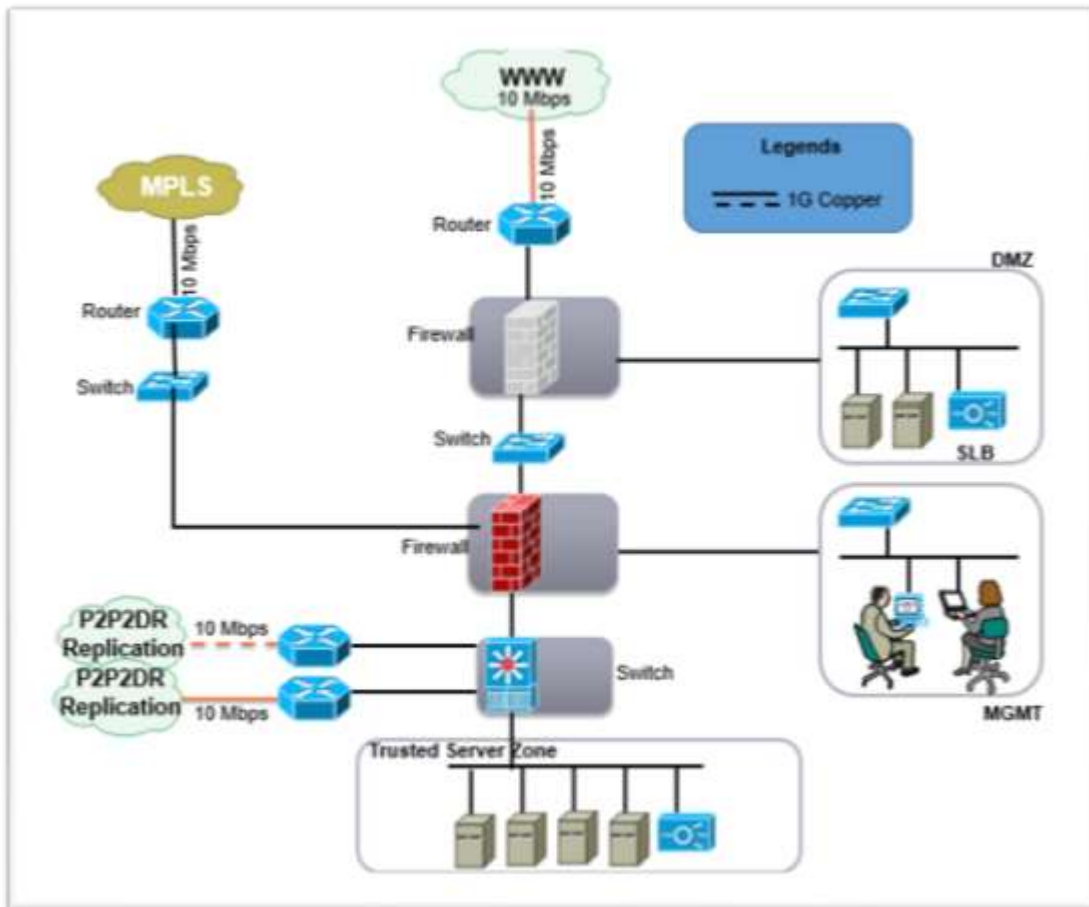 WWW
10 Mbps
10 Mbps
Legends
1G Copper
MPLS
10 Mbps
Router
Router
DMZ
Firewall
Switch
Switch
SLB
Firewall
P2P2DR
Replication
10 Mbps
P2P2DR
Replication
10 Mbps
Switch
MGMT
Trusted Server Zone